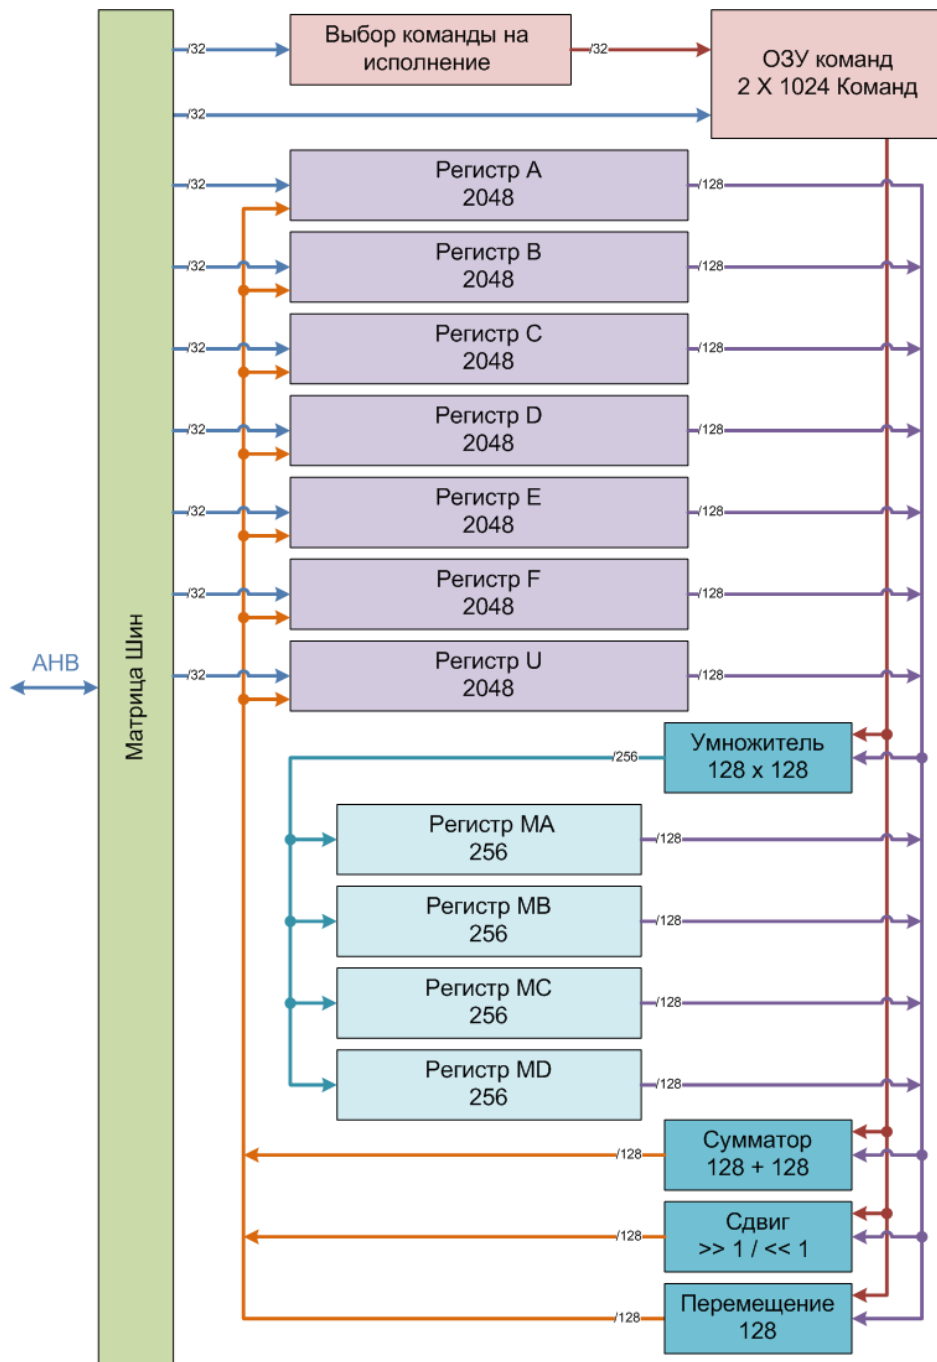 /32
Выбор команды на
исполнение
/32
ОЗУ команд
2 X 1024 Команд
/32
/32
Регистр A
2048
/128
/32
Регистр B
2048
/128
/32
Регистр C
2048
/128
/32
Регистр D
2048
/128
/32
Регистр E
2048
/128
/32
Регистр F
2048
/128
/32
Регистр U
2048
/128
AHB
Матрица Шин
/256
Умножитель
128 x 128
Регистр MA
256
/128
Регистр MB
256
/128
Регистр MC
256
/128
Регистр MD
256
/128
/128
Сумматор
128 + 128
/128
Сдвиг
>> 1 / << 1
/128
Перемещение
128